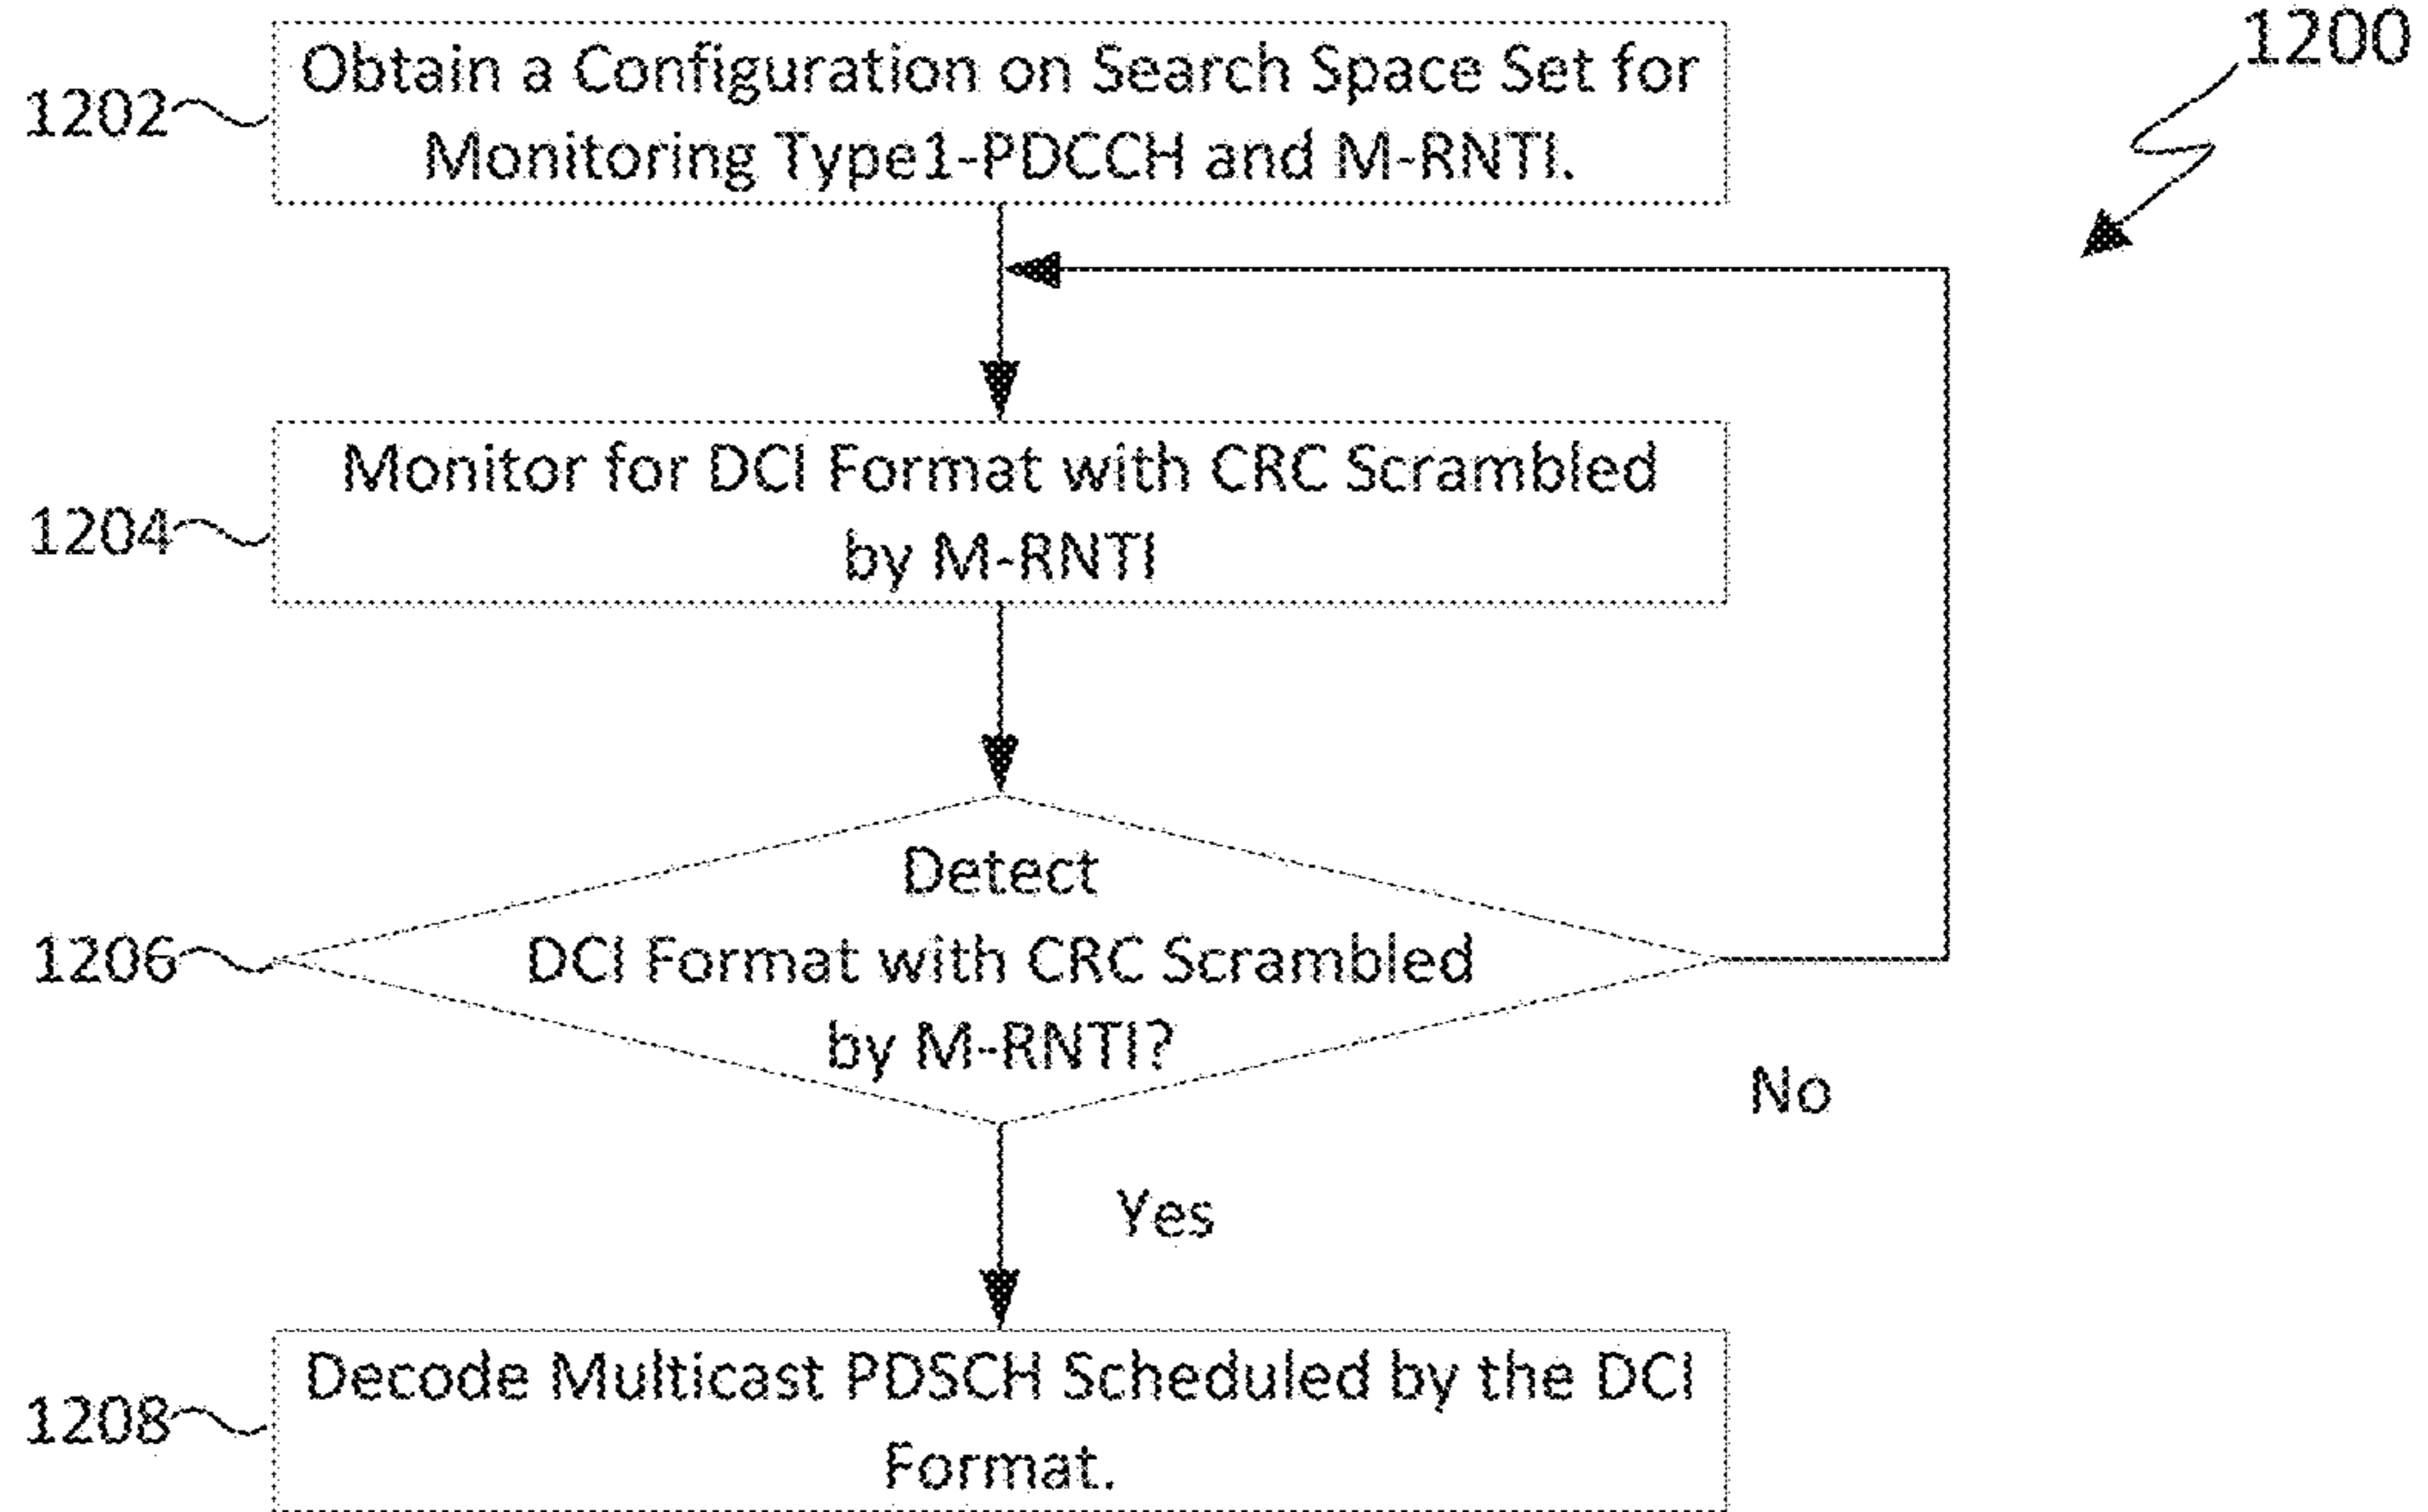 1200
Obtain a Configuration on Search Space Set for
Monitoring Type1-PDCCH and M-RNTI.
1202
Monitor for DCI Format with CRC Scrambled
by M-RNTI
1204
Detect
DCI Format with CRC Scrambled
by M-RNTI?
1206
No
Yes
Decode Multicast PDSCH Scheduled by the DCI
Format.
1208